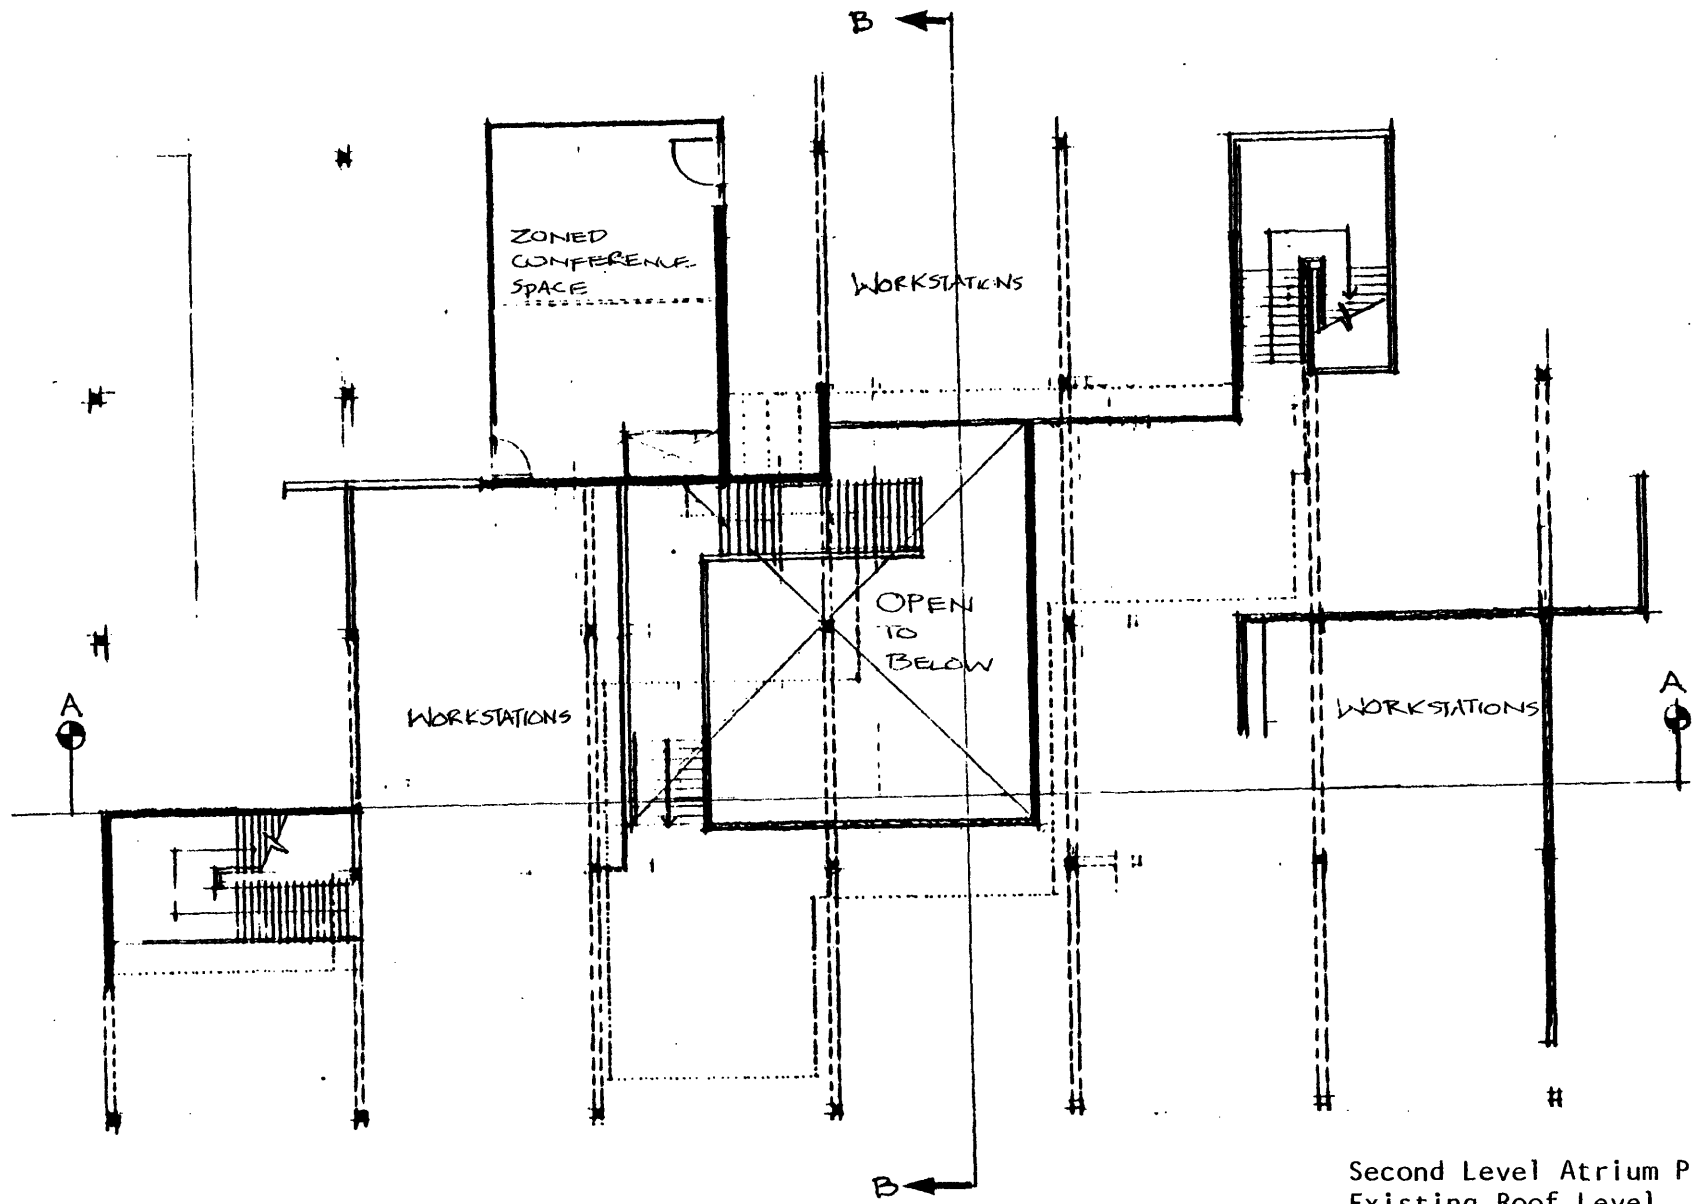 B
ZONED
CONFERENCE
SPACE
WORKSTATIONS
OPEN
TO
BELOW
A
WORKSTATIONS
WORKSTATIONS
A
B
Second Level Atrium P
Existing Roof Level